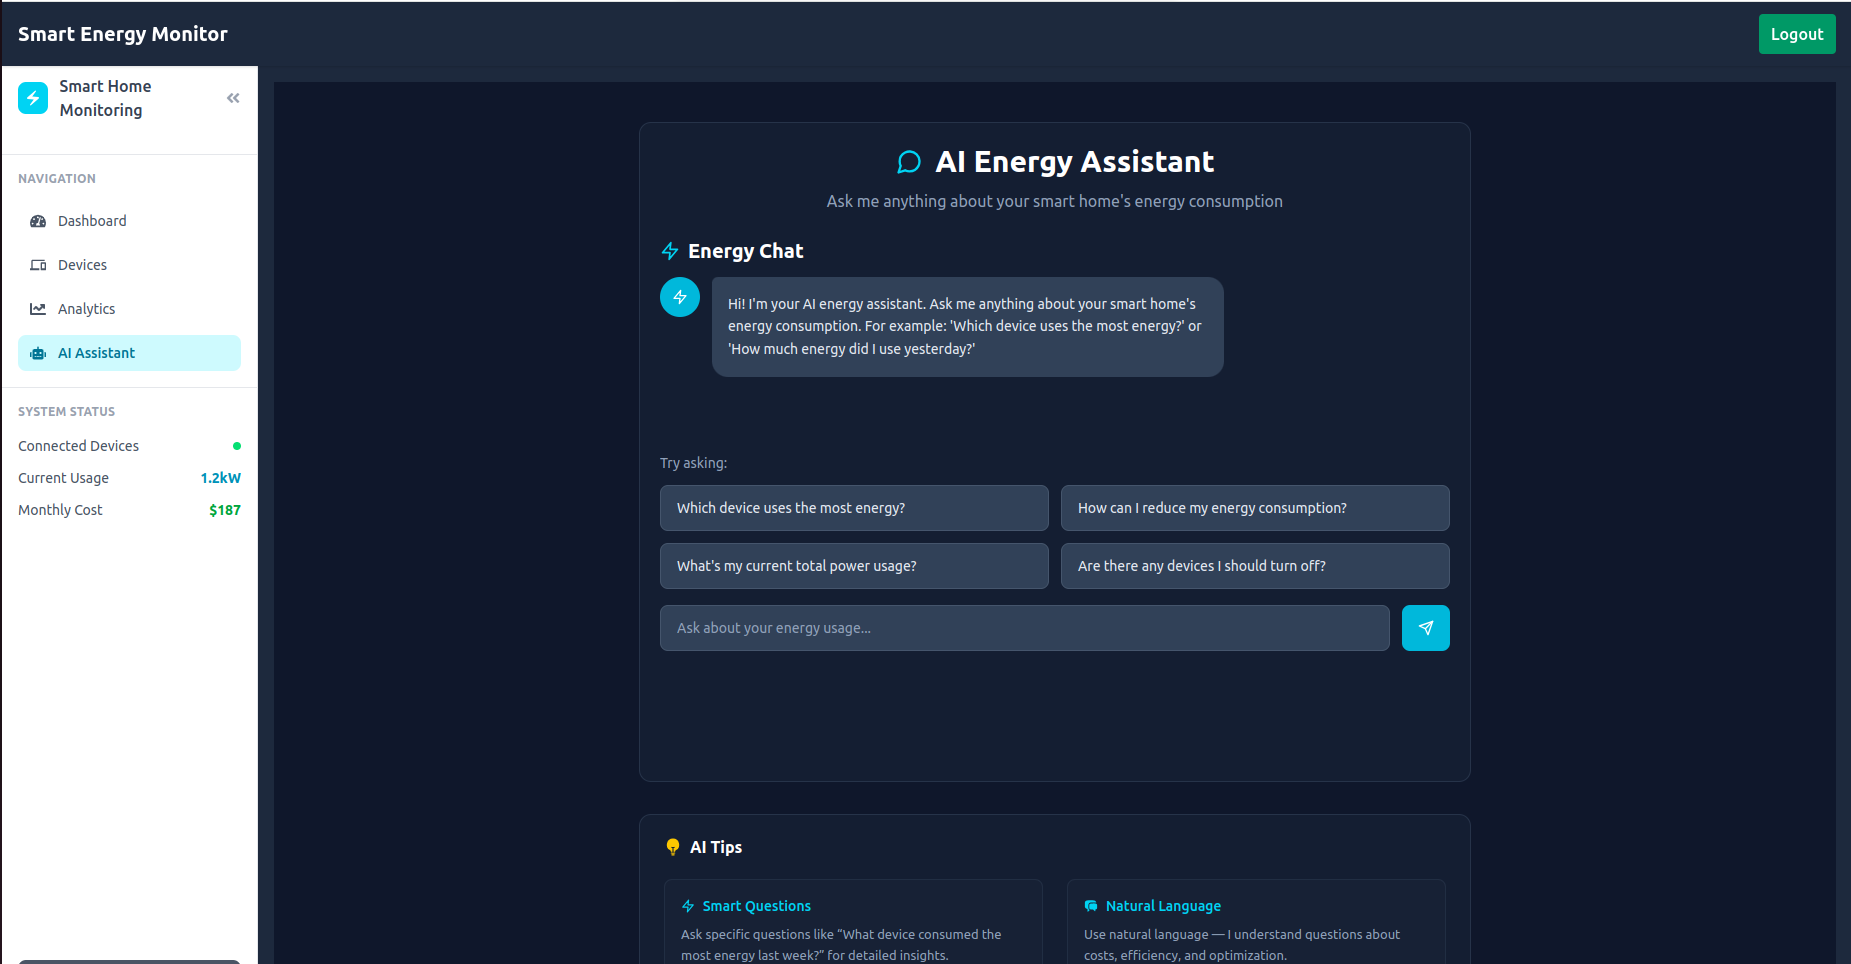 Smart Energy Monitor
Logout
Smart Home
Monitoring
NAVIGATION
Dashboard
Devices
Analytics
AI Assistant
SYSTEM STATUS
Connected Devices
Current Usage 1.2kW
Monthly Cost $187
AI Energy Assistant
Ask me anything about your smart home's energy consumption
Energy Chat
Hi! I'm your AI energy assistant. Ask me anything about your smart home's
energy consumption. For example: 'Which device uses the most energy?' or
'How much energy did I use yesterday?'
Try asking:
Which device uses the most energy?
How can I reduce my energy consumption?
What's my current total power usage?
Are there any devices I should turn off?
Ask about your energy usage...
AI Tips
Smart Questions
Ask specific questions like "What device consumed the
most energy last week?" for detailed insights.
Natural Language
Use natural language — I understand questions about
costs, efficiency, and optimization.